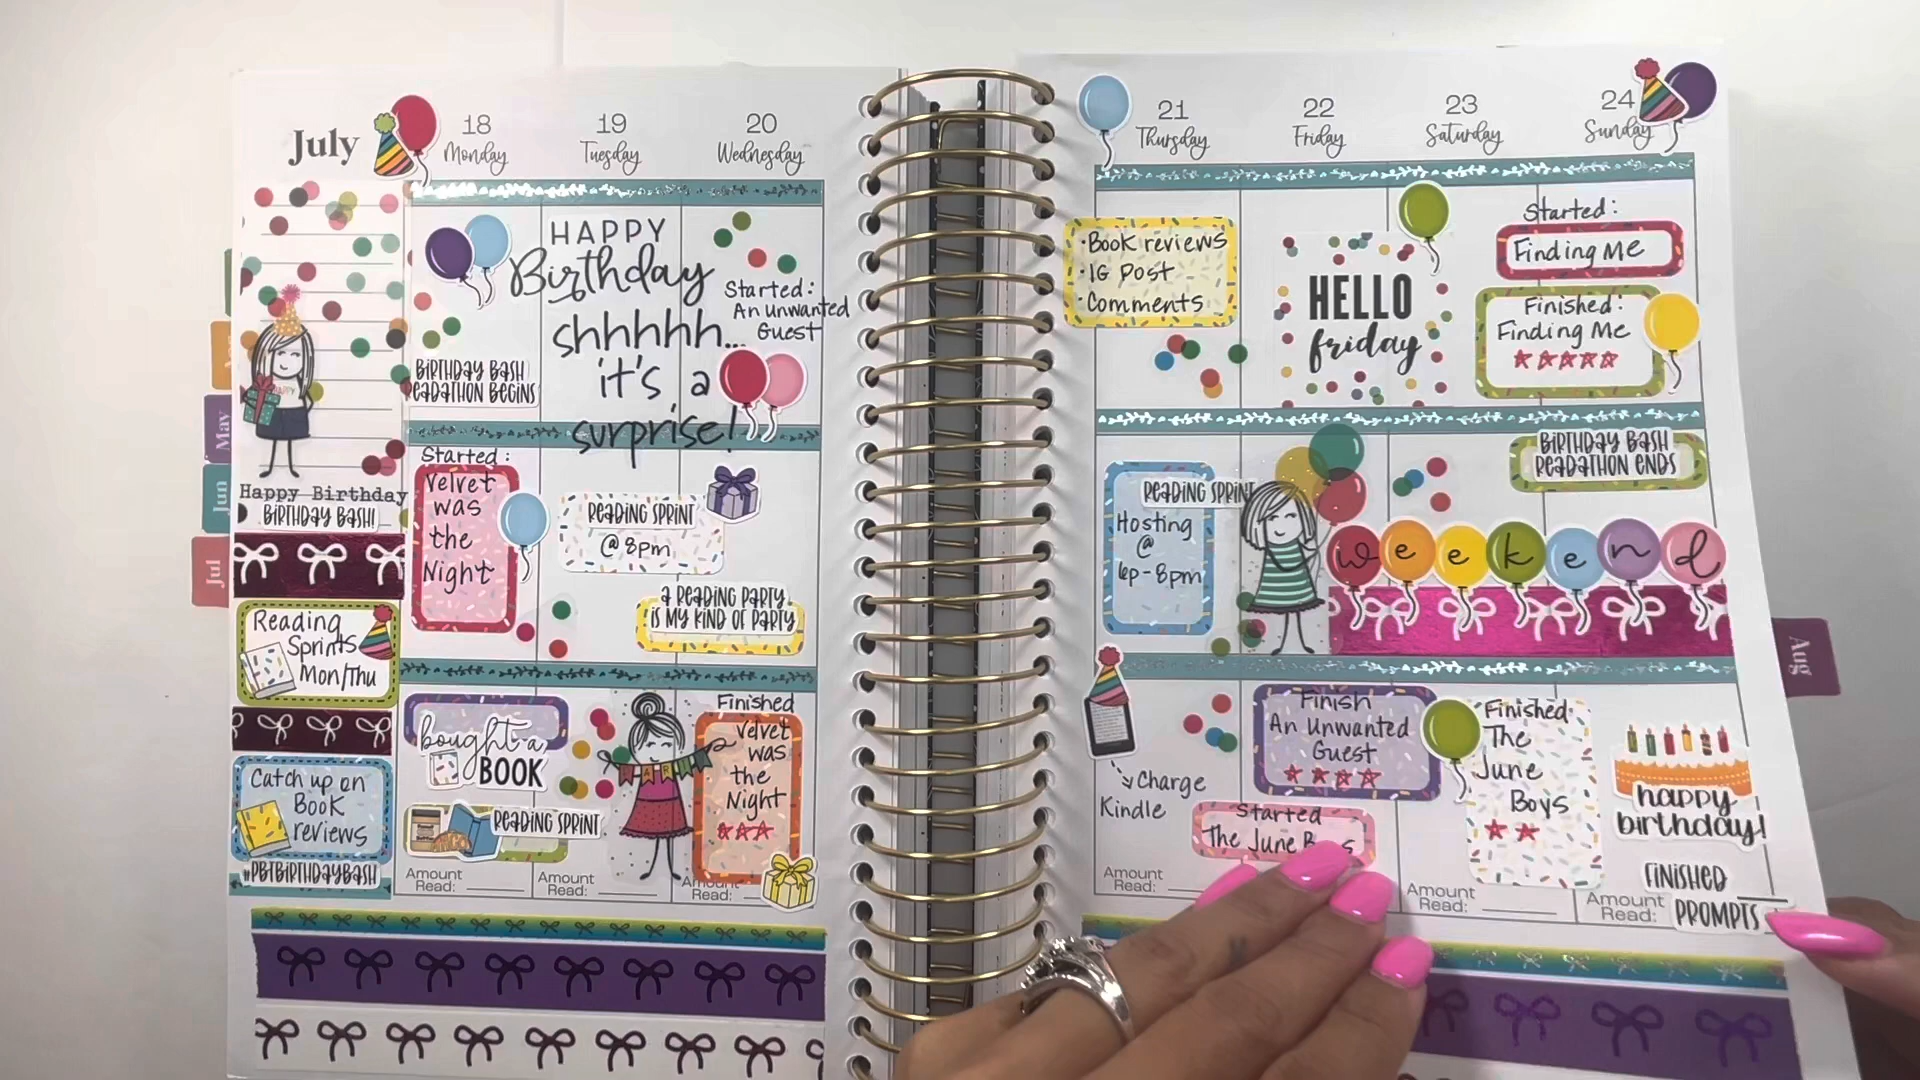 July
18
Monday
19
Tuesday
20
Wednesday
HAPPY
Birthday
shhhhh...
it's a
surprise!
Started:
An Unwanted
Guest
BIRTHDAY BASH
READATHON BEGINS
Happy Birthday
BIRTHDAY BASH!
Reading
Sprints
Mon/Thu
Catch up on
Book
reviews
#PBTBIRTHDAYBASH
Started:
Velvet
was
the
Night
READING SPRINT
@ 8pm
A READING PARTY
IS MY KIND OF PARTY
bought a
BOOK
READING SPRINT
Finished
Velvet
was
the
Night
Amount
Read:
Amount
Read:
Amount
Read:
May
Jun
Jul
21
Thursday
22
Friday
23
Saturday
24
Sunday
· Book reviews
· IG Post
· Comments
HELLO
friday
Started:
Finding Me
Finished:
Finding Me
READING SPRINT
Hosting
@
6p-8pm
weekend
BIRTHDAY BASH
READATHON ENDS
Charge
Kindle
Finish
An Unwanted
Guest
Started
The June
Finished
The
June
Boys
happy
birthday!
FINISHED
PROMPTS
Amount
Read:
Amount
Read:
Amount
Read:
Aug